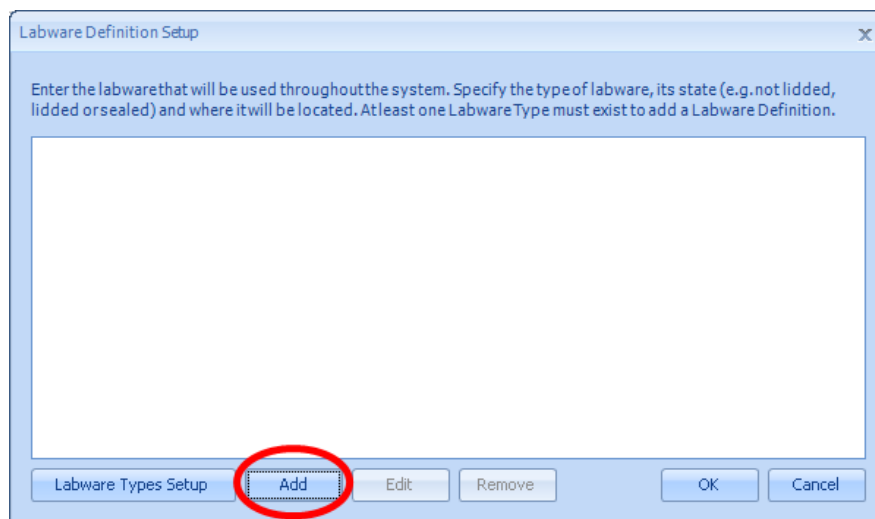 Labware Definition Setup
x
Enter the labware that will be used throughout the system. Specify the type of labware, its state (e.g. not lidded,
lidded or sealed) and where it will be located. At least one Labware Type must exist to add a Labware Definition.
Labware Types Setup Add Edit Remove OK Cancel